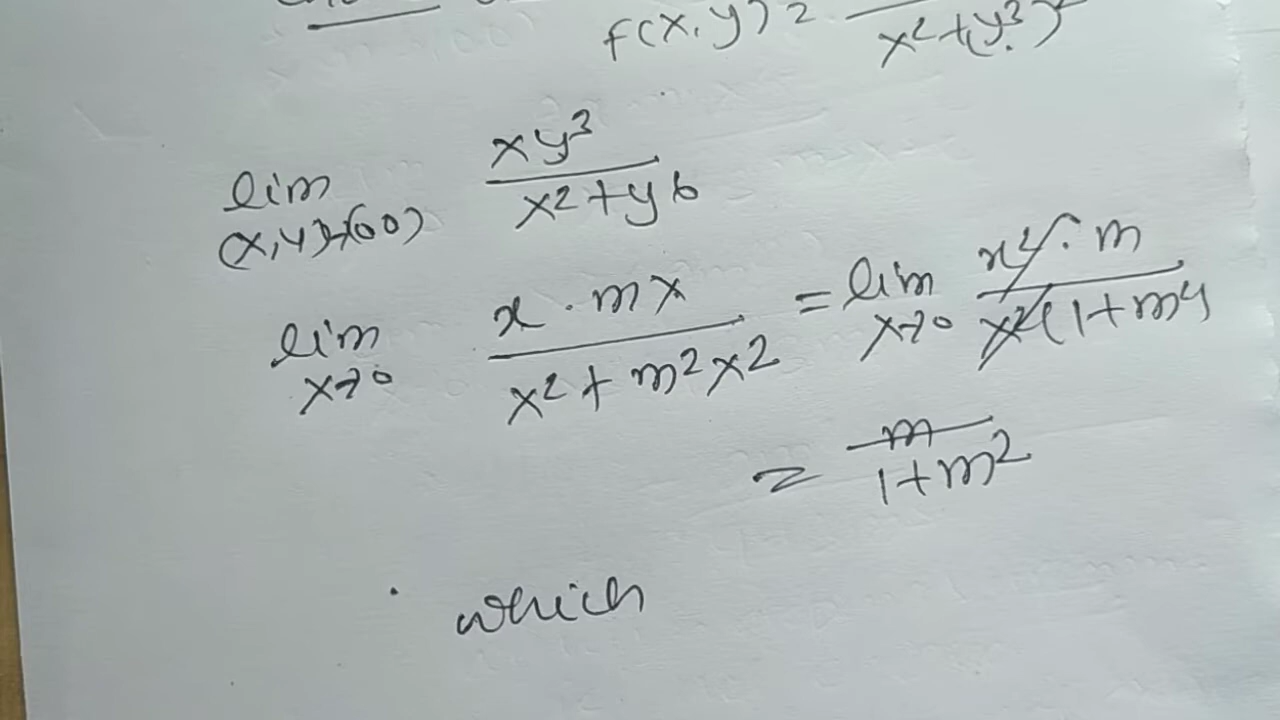 f(x,y) = x²+(y³)²
lim (x,y)→(0 0) xy³ / x²+y6
lim x→0 x·mx / x²+m²x2 = lim x→0 x²·m / x²(1+m²)
= m / 1+m²
which